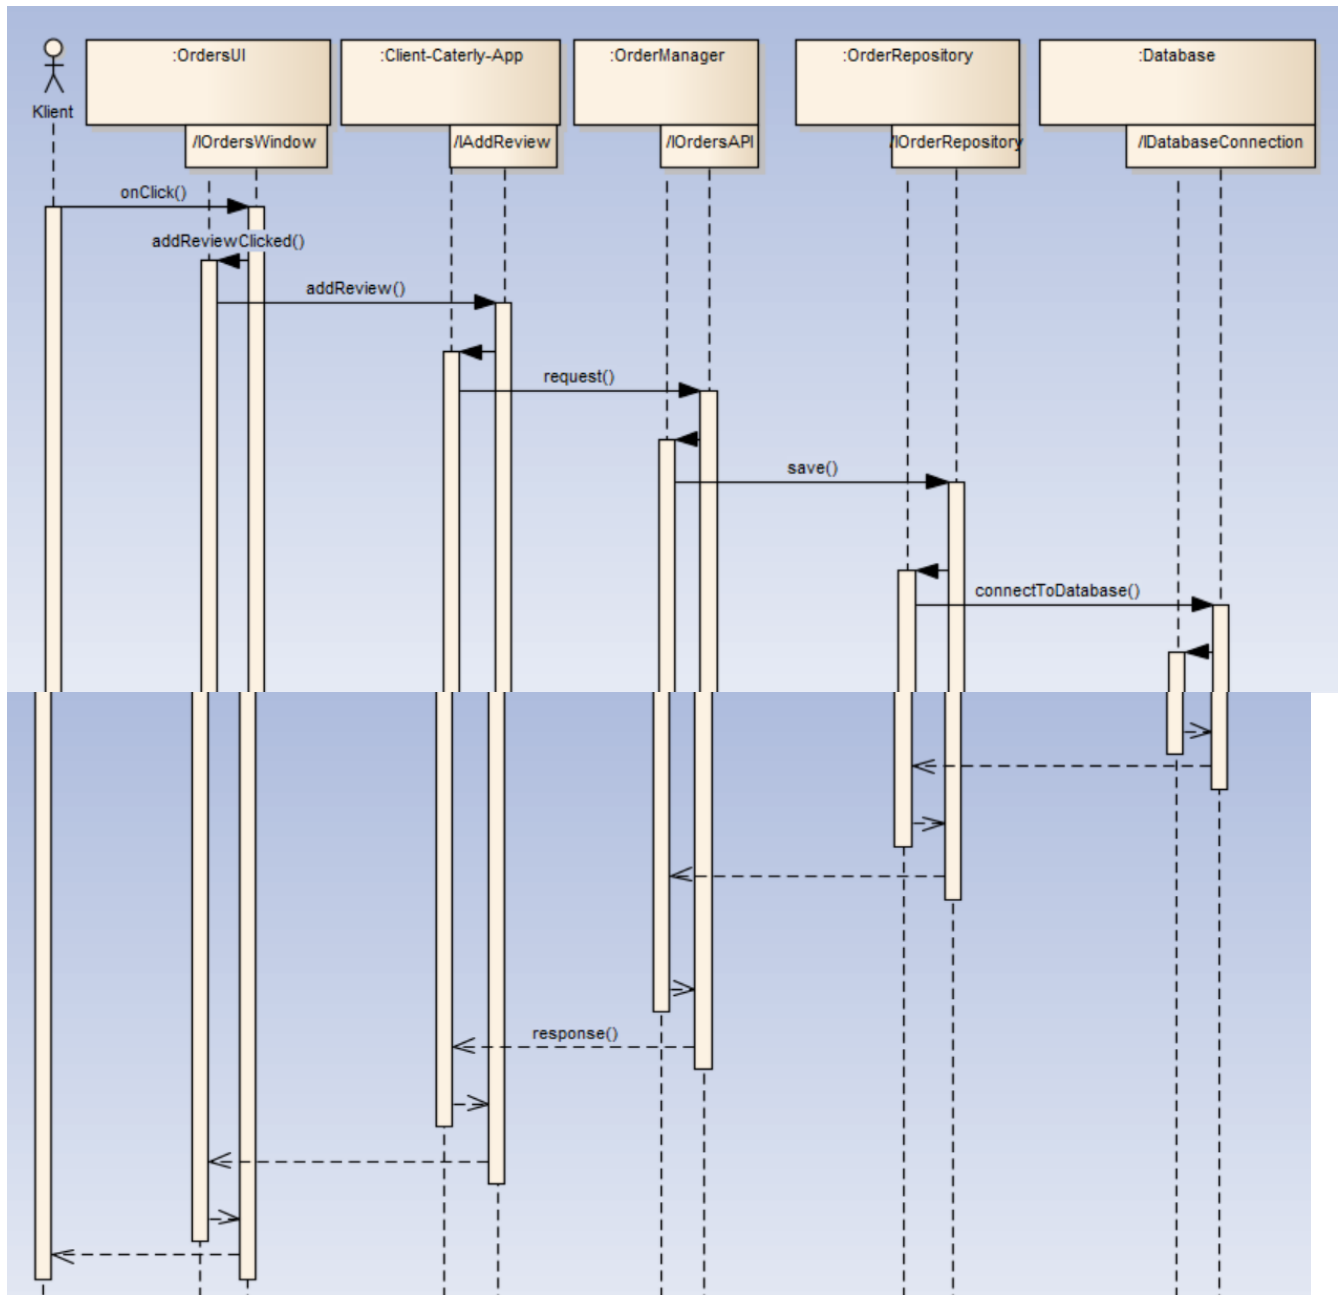 :OrdersUI
:Client-Caterly-App
:OrderManager
:OrderRepository
:Database
Klient
/IOrdersWindow
/IAddReview
/IOrdersAPI
/IOrderRepository
/IDatabaseConnection
onClick()
addReviewClicked()
addReview()
request()
save()
connectToDatabase()
response()